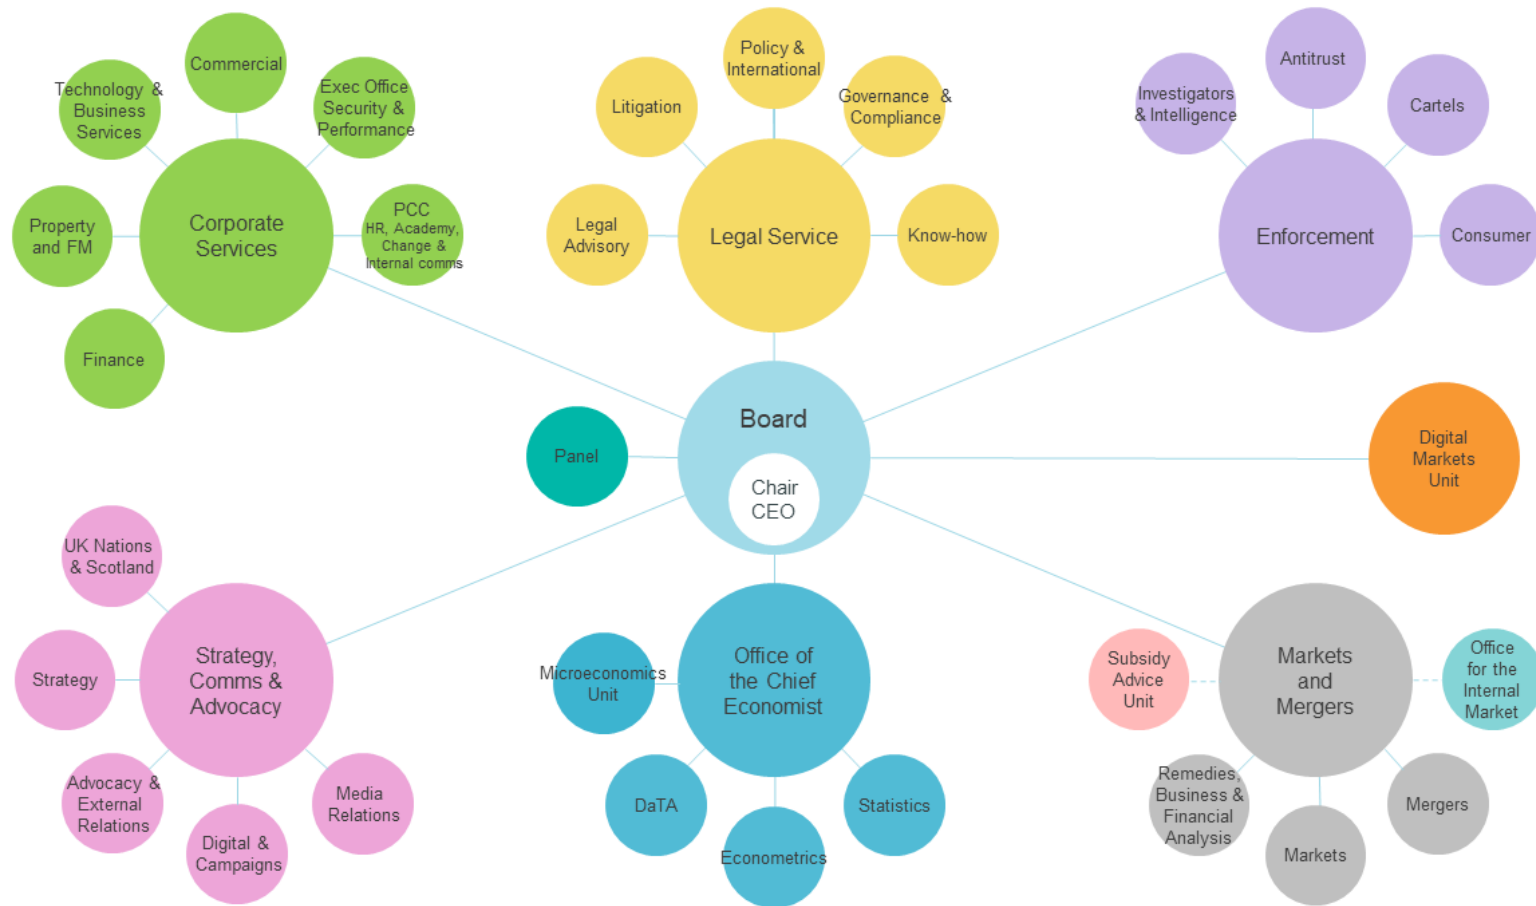 Commercial
Technology &
Business
Services
Exec Office
Security &
Performance
Property
and FM
Corporate
Services
PCC
HR, Academy,
Change &
Internal comms
Finance
Policy &
International
Litigation
Governance &
Compliance
Legal
Advisory
Legal Service
Know-how
Antitrust
Investigators
& Intelligence
Cartels
Enforcement
Consumer
Board
Chair
CEO
Panel
Digital
Markets
Unit
UK Nations
& Scotland
Strategy
Strategy,
Comms &
Advocacy
Advocacy &
External
Relations
Digital &
Campaigns
Media
Relations
Microeconomics
Unit
Office of
the Chief
Economist
DaTA
Econometrics
Statistics
Subsidy
Advice
Unit
Markets
and
Mergers
Office
for the
Internal
Market
Remedies,
Business &
Financial
Analysis
Markets
Mergers